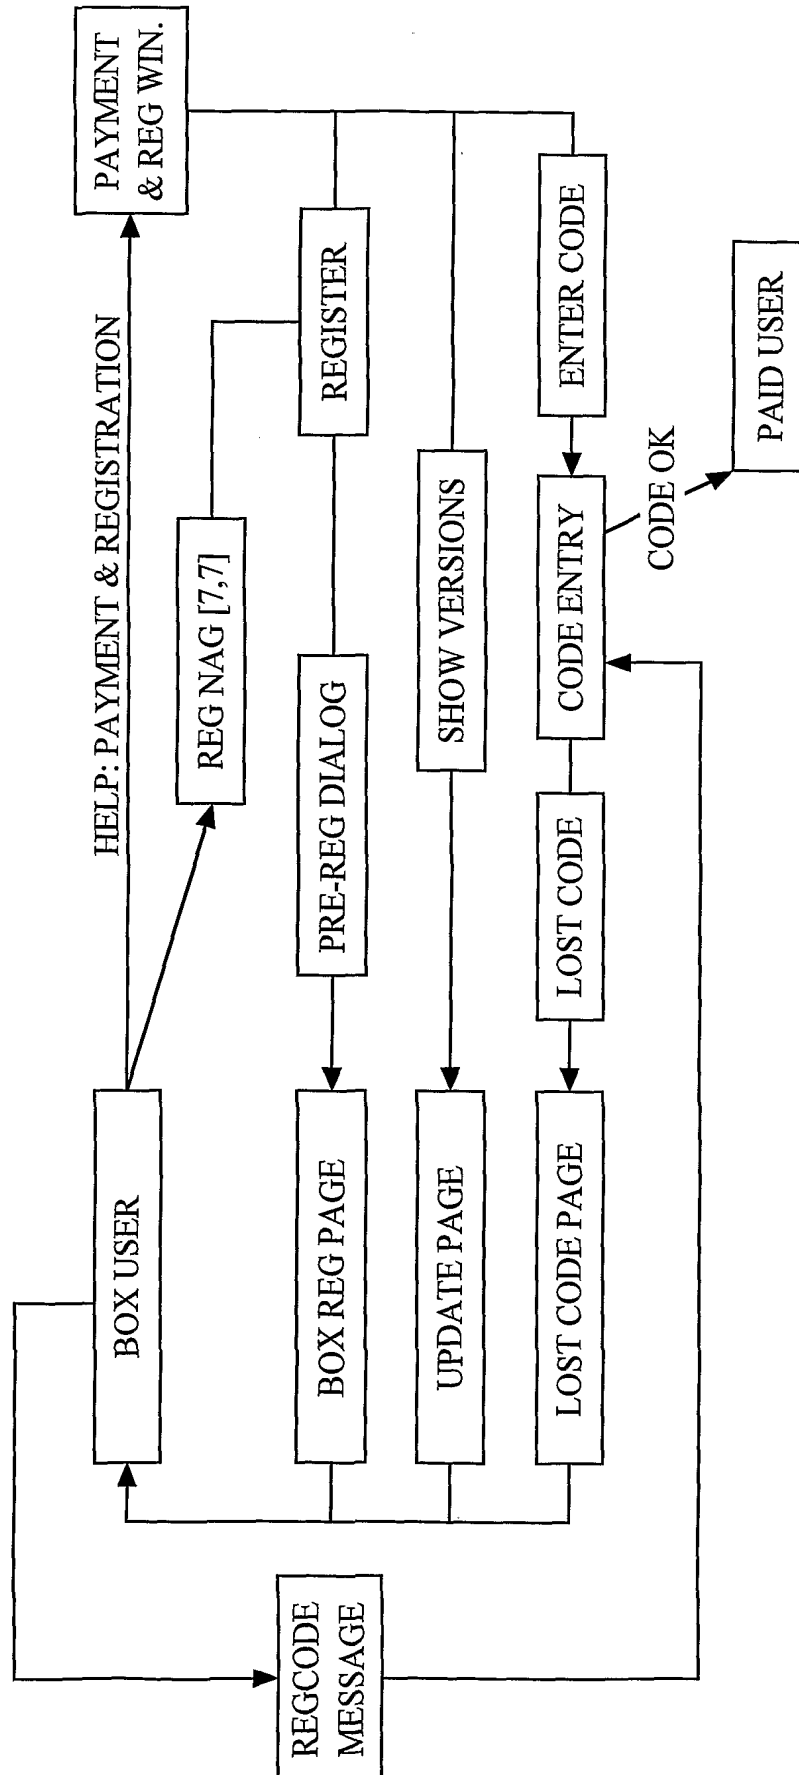 HELP: PAYMENT & REGISTRATION
PAYMENT
& REG WIN.
BOX USER
REG NAG [7,7]
REGCODE
MESSAGE
BOX REG PAGE
PRE-REG DIALOG
REGISTER
UPDATE PAGE
SHOW VERSIONS
LOST CODE PAGE
LOST CODE
CODE ENTRY
ENTER CODE
CODE OK
PAID USER